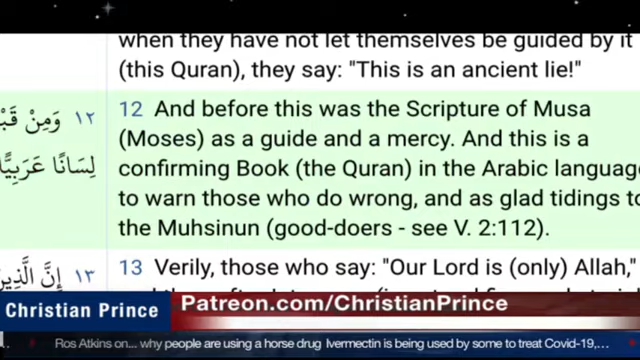 when they have not let themselves be guided by it
(this Quran), they say: "This is an ancient lie!"
12 And before this was the Scripture of Musa
(Moses) as a guide and a mercy. And this is a
confirming Book (the Quran) in the Arabic language
to warn those who do wrong, and as glad tidings to
the Muhsinun (good-doers - see V. 2:112).
١٢ وَمِنْ
لِسَانًا عَرَبِيًّا
13 Verily, those who say: "Our Lord is (only) Allah,"
١٣ إِنَّ
Christian Prince
Patreon.com/ChristianPrince
Ros Atkins on... why people are using a horse drug Ivermectin is being used by some to treat Covid-19,...